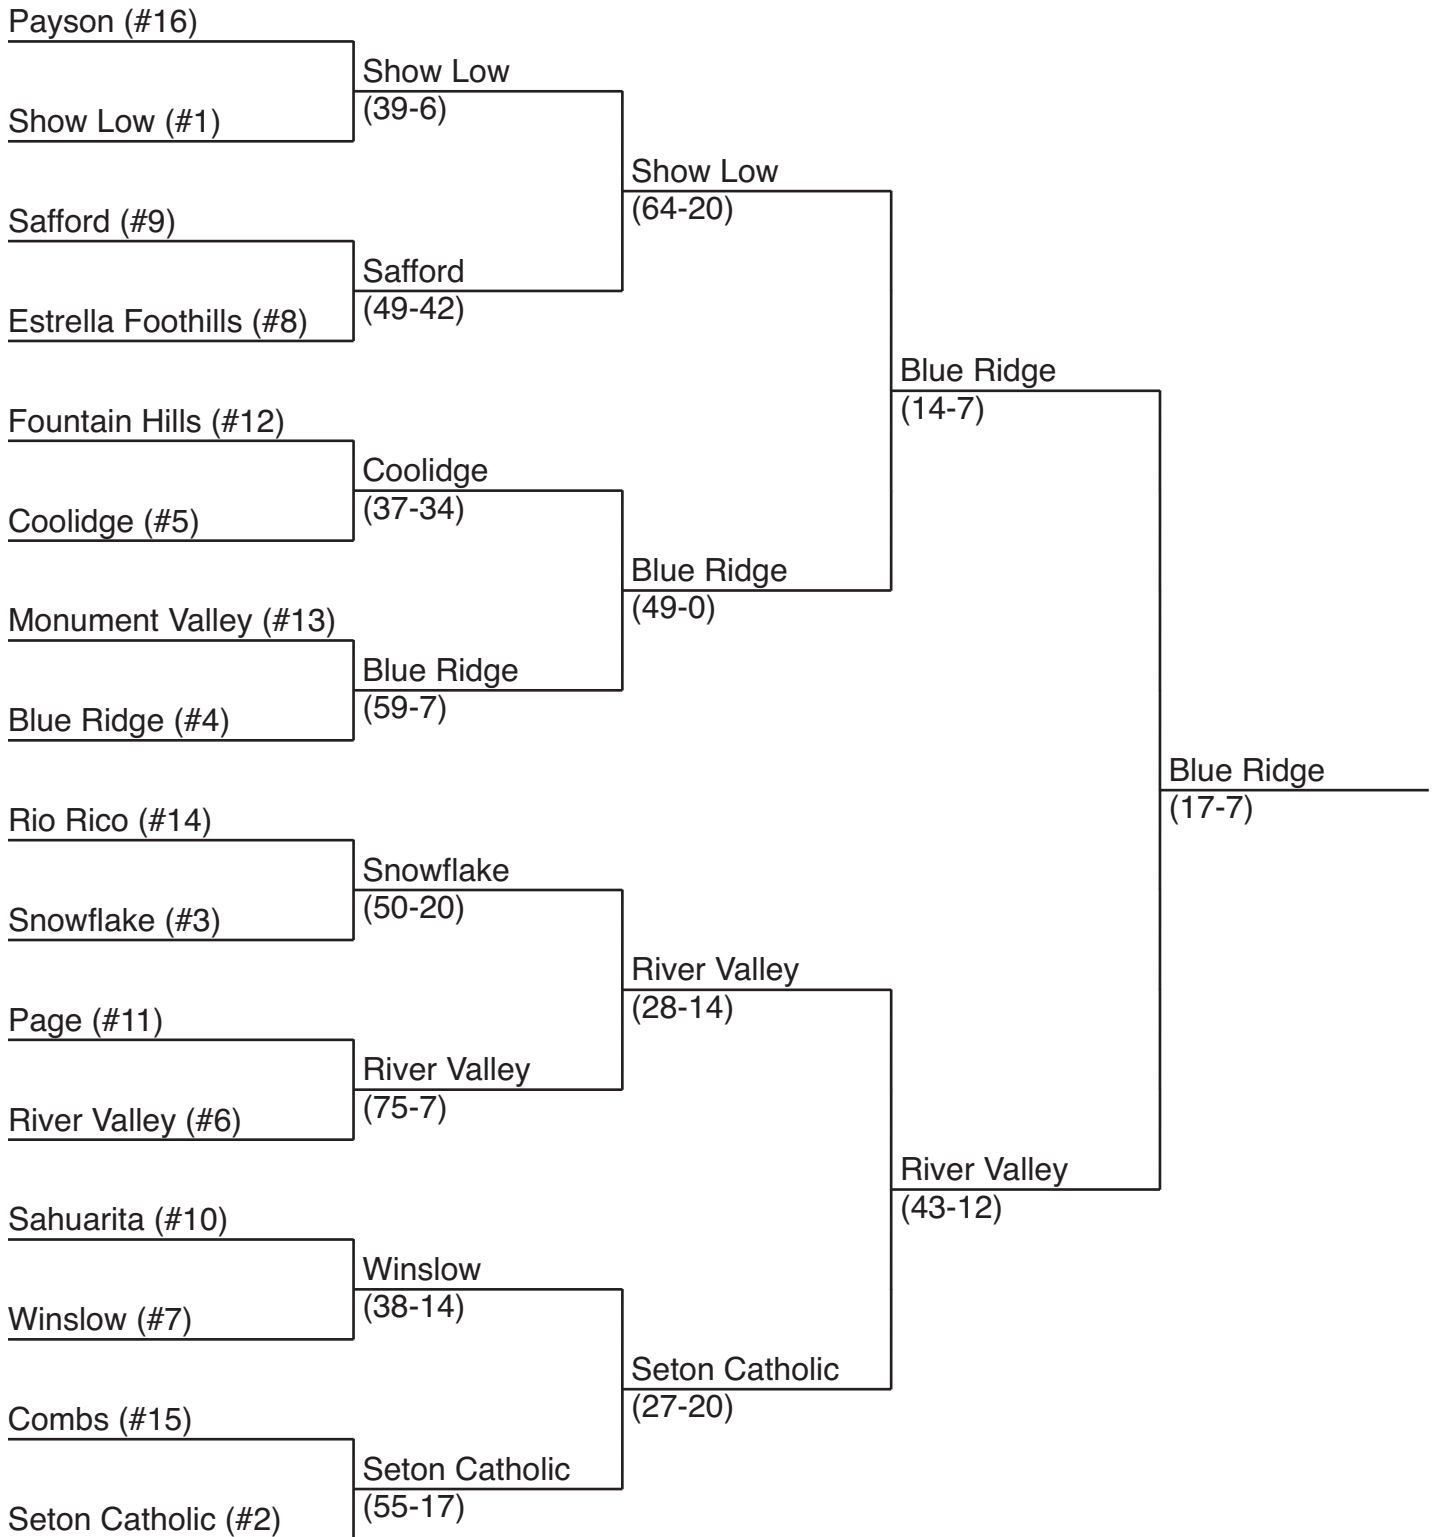 Payson (#16)
Show Low
(39-6)
Show Low (#1)
Show Low
(64-20)
Safford (#9)
Safford
(49-42)
Estrella Foothills (#8)
Blue Ridge
(14-7)
Fountain Hills (#12)
Coolidge
(37-34)
Coolidge (#5)
Blue Ridge
(49-0)
Monument Valley (#13)
Blue Ridge
(59-7)
Blue Ridge (#4)
Blue Ridge
(17-7)
Rio Rico (#14)
Snowflake
(50-20)
Snowflake (#3)
River Valley
(28-14)
Page (#11)
River Valley
(75-7)
River Valley (#6)
River Valley
(43-12)
Sahuarita (#10)
Winslow
(38-14)
Winslow (#7)
Seton Catholic
(27-20)
Combs (#15)
Seton Catholic
(55-17)
Seton Catholic (#2)